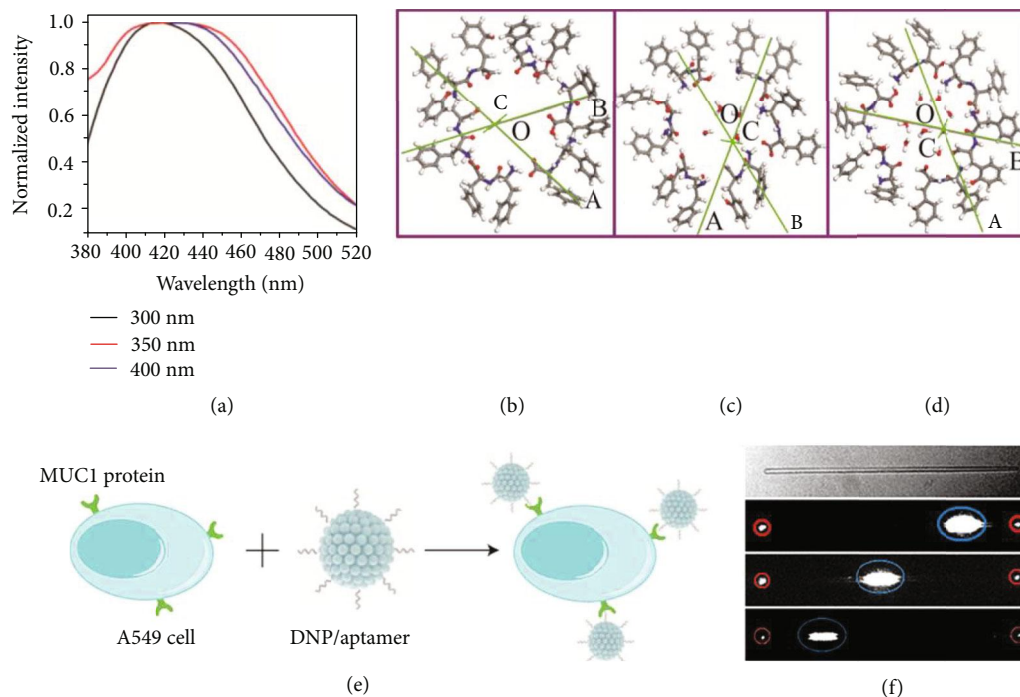 1.0
0.8
0.6
0.4
0.2
Normalized intensity
380 400 420 440 460 480 500 520
Wavelength (nm)
300 nm
350 nm
400 nm
(a)
C
B
O
A
(b)
O
C
A
B
(c)
O
C
B
A
(d)
MUC1 protein
A549 cell
DNP/aptamer
(e)
(f)